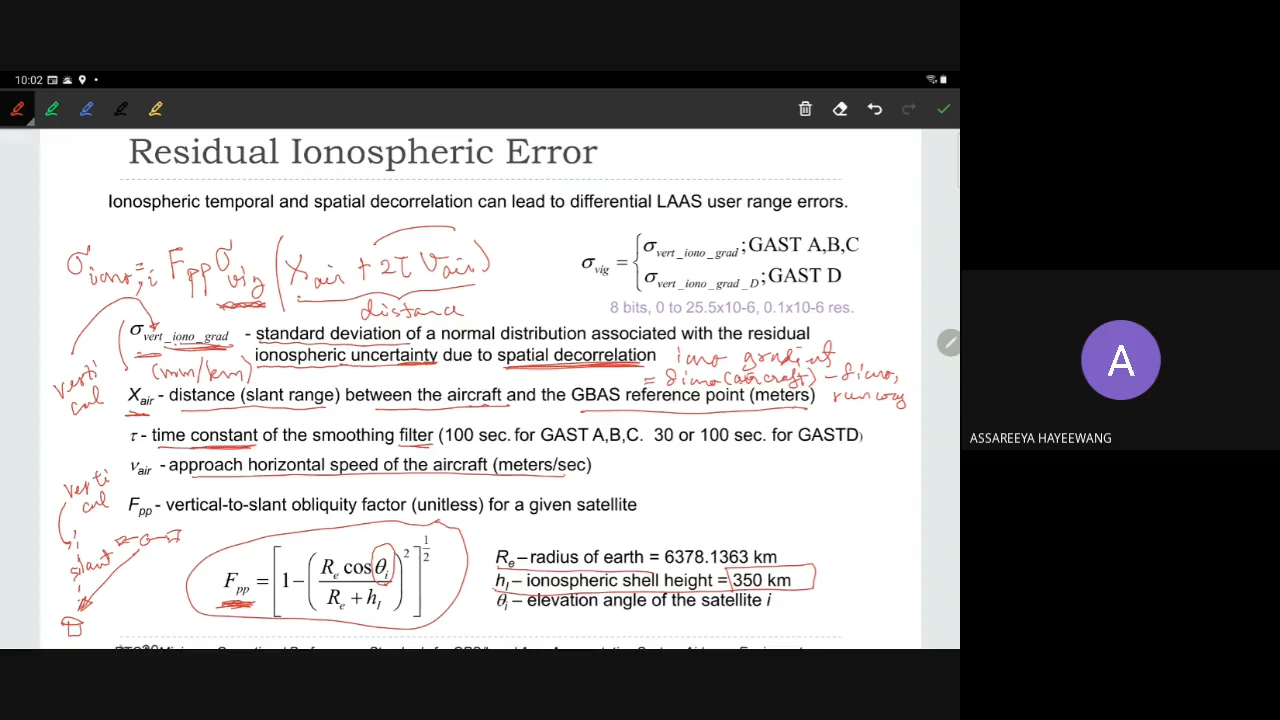 10:02
Residual Ionospheric Error
Ionospheric temporal and spatial decorrelation can lead to differential LAAS user range errors.
σ iono,i = Fpp σ vig (Xair + 2τ Vair)
distance
σvig = { σvert_iono_grad ; GAST A,B,C
σvert_iono_grad_D ; GAST D
8 bits, 0 to 25.5x10-6, 0.1x10-6 res.
σvert_iono_grad - standard deviation of a normal distribution associated with the residual
ionospheric uncertainty due to spatial decorrelation
(mm/km)
iono gradient
= δiono(aircraft) - δiono, runway
vertical
Xair - distance (slant range) between the aircraft and the GBAS reference point (meters)
τ - time constant of the smoothing filter (100 sec. for GAST A,B,C. 30 or 100 sec. for GASTD)
vair - approach horizontal speed of the aircraft (meters/sec)
vertical
Fpp - vertical-to-slant obliquity factor (unitless) for a given satellite
slant
Fpp = [1 − (Re cos θi / Re + hI)2]1/2
Re – radius of earth = 6378.1363 km
hI – ionospheric shell height = 350 km
θi – elevation angle of the satellite i
A
ASSAREEYA HAYEEWANG